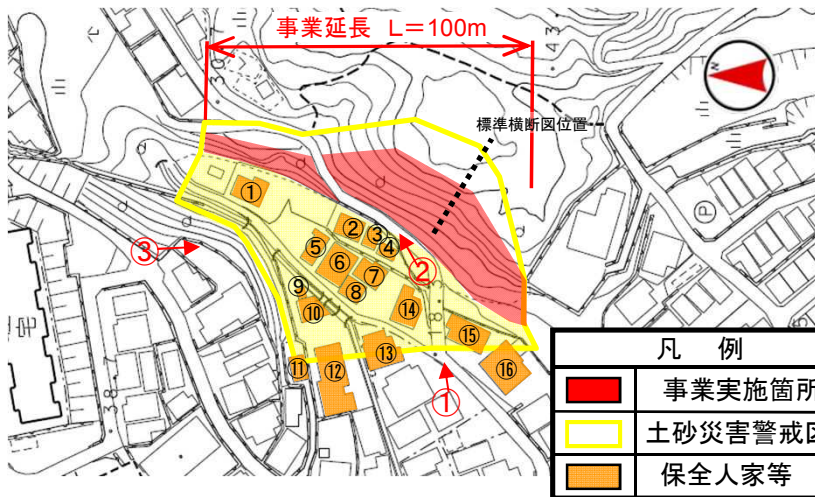 事業延長 L=100m
標準横断図位置
N
①
②
③
④
⑤
⑥
⑦
⑧
⑨
⑩
⑪
⑫
⑬
⑭
⑮
⑯
③
②
①
P
宅
凡 例
事業実施箇所
土砂災害警戒区
保全人家等